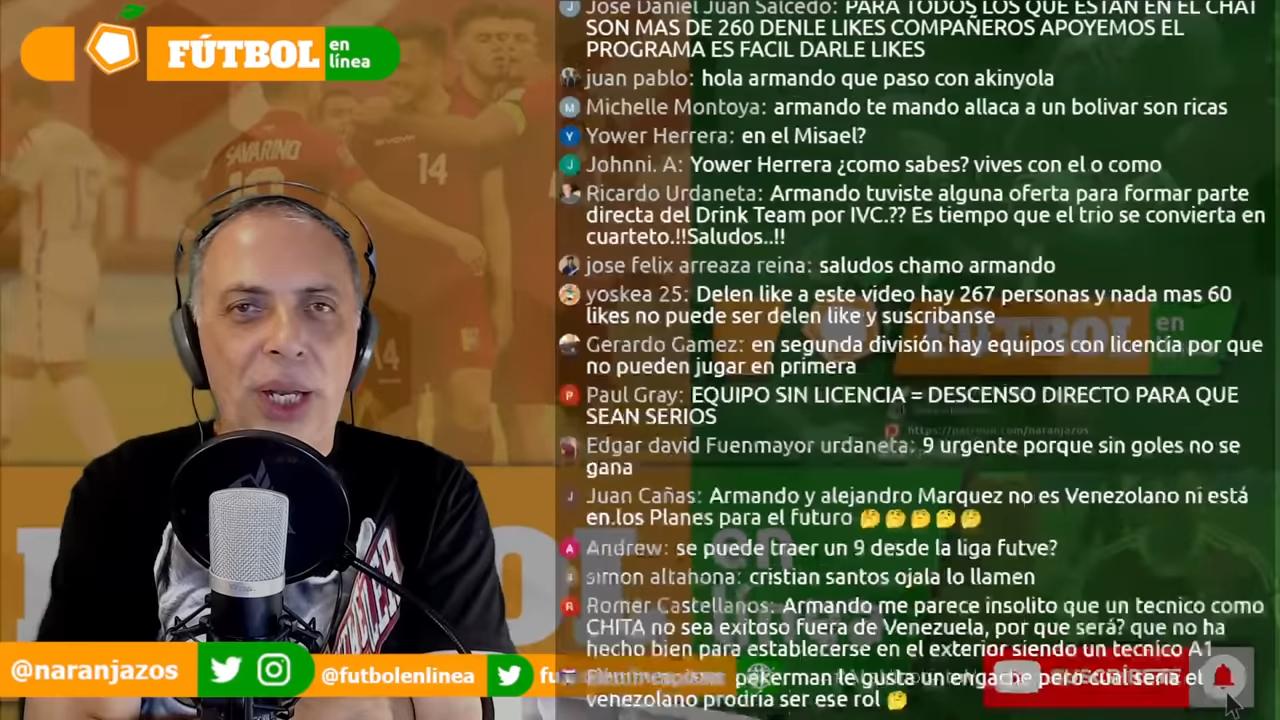 FÚTBOL en línea
SAVARINO
14
Jose Daniel Juan Salcedo: PARA TODOS LOS QUE ESTAN EN EL CHAT
SON MAS DE 260 DENLE LIKES COMPAÑEROS APOYEMOS EL
PROGRAMA ES FACIL DARLE LIKES
juan pablo: hola armando que paso con akinyola
Michelle Montoya: armando te mando allaca a un bolivar son ricas
Yower Herrera: en el Misael?
Johnni. A: Yower Herrera ¿como sabes? vives con el o como
Ricardo Urdaneta: Armando tuviste alguna oferta para formar parte
directa del Drink Team por IVC.?? Es tiempo que el trio se convierta en
cuarteto.!!Saludos..!!
jose felix arreaza reina: saludos chamo armando
yoskea 25: Delen like a este video hay 267 personas y nada mas 60
likes no puede ser delen like y suscribanse
Gerardo Gamez: en segunda división hay equipos con licencia por que
no pueden jugar en primera
Paul Gray: EQUIPO SIN LICENCIA = DESCENSO DIRECTO PARA QUE
SEAN SERIOS
https://patreon.com/naranjazos
Edgar david Fuenmayor urdaneta: 9 urgente porque sin goles no se
gana
Juan Cañas: Armando y alejandro Marquez no es Venezolano ni está
en.los Planes para el futuro 🤔🤔🤔🤔🤔
Andrew: se puede traer un 9 desde la liga futve?
simon altahona: cristian santos ojala lo llamen
Romer Castellanos: Armando me parece insolito que un tecnico como
CHITA no sea exitoso fuera de Venezuela, por que será? que no ha
hecho bien para establecerse en el exterior siendo un tecnico A1
pekerman le gusta un engache pero cual seria el
venezolano prodria ser ese rol 🤔
@naranjazos
@futbolenlinea
SUSCRÍBETE